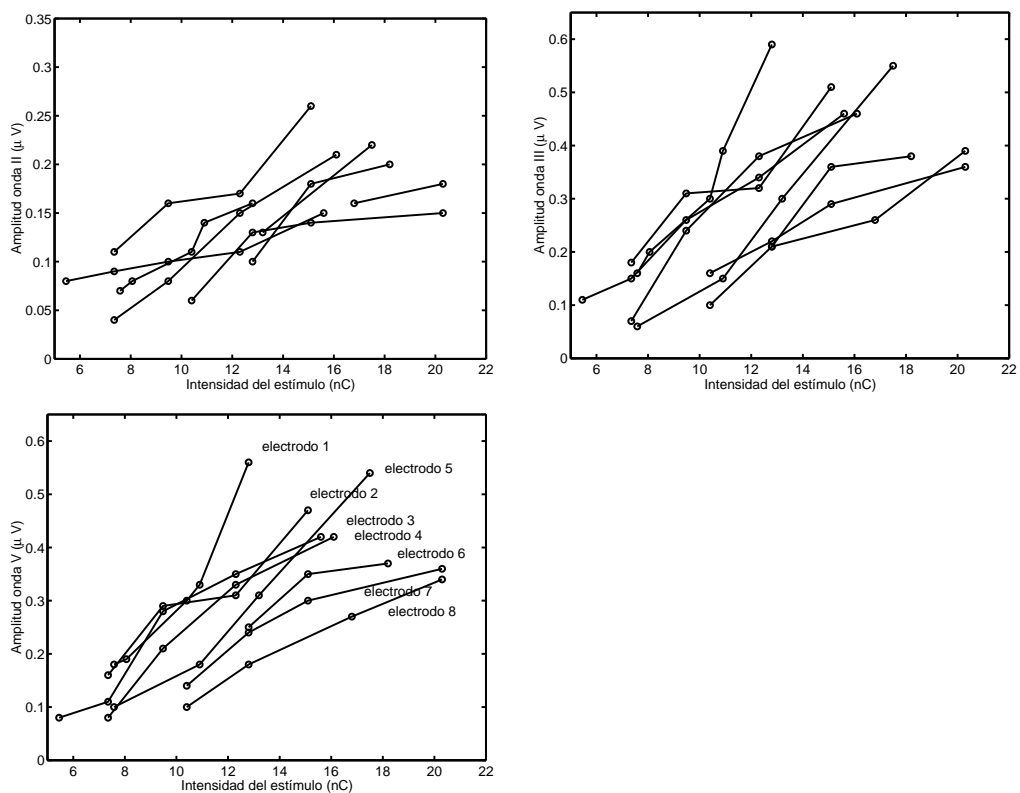 0.35
0.3
0.25
0.2
0.15
0.1
0.05
0
Amplitud onda II (μ V)
6 8 10 12 14 16 18 20 22
Intensidad del estímulo (nC)
0.6
0.5
0.4
0.3
0.2
0.1
0
Amplitud onda III (μ V)
6 8 10 12 14 16 18 20 22
Intensidad del estímulo (nC)
0.6
0.5
0.4
0.3
0.2
0.1
0
Amplitud onda V (μ V)
electrodo 1
electrodo 5
electrodo 2
electrodo 3
electrodo 4
electrodo 6
electrodo 7
electrodo 8
6 8 10 12 14 16 18 20 22
Intensidad del estímulo (nC)